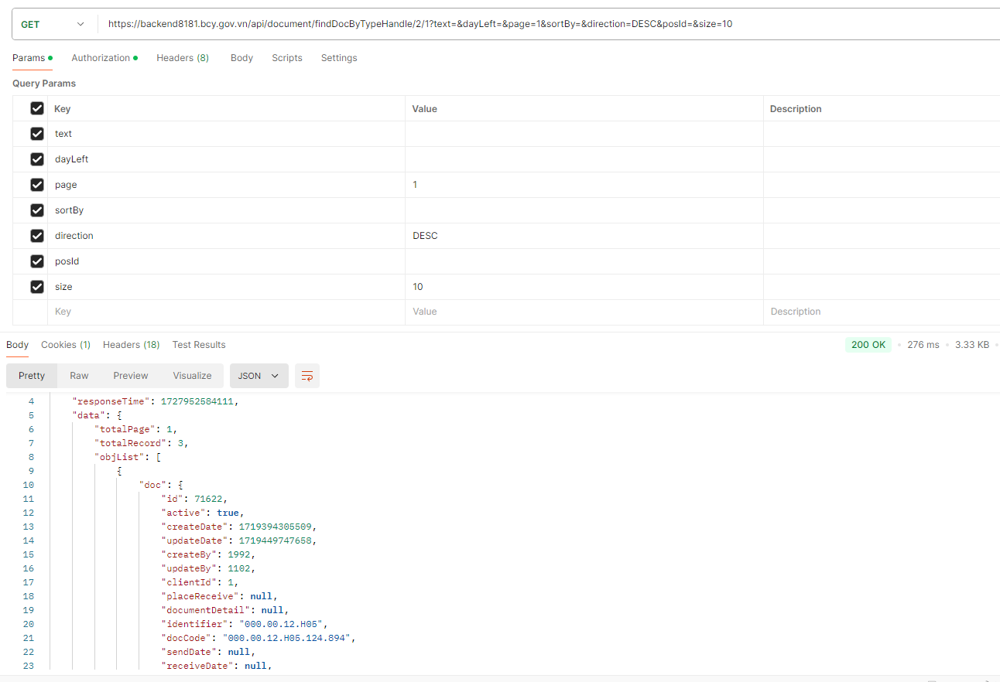 GET https://backend8181.bcy.gov.vn/api/document/findDocByTypeHandle/2/1?text=&dayLeft=&page=1&sortBy=&direction=DESC&posId=&size=10
Params Authorization Headers (8) Body Scripts Settings
Query Params
Key Value Description
text
dayLeft
page 1
sortBy
direction DESC
posId
size 10
Key Value Description
Body Cookies (1) Headers (18) Test Results 200 OK 276 ms 3.33 KB
Pretty Raw Preview Visualize JSON
4 "responseTime": 1727952584111,
5 "data": {
6 "totalPage": 1,
7 "totalRecord": 3,
8 "objList": [
9 {
10 "doc": {
11 "id": 71622,
12 "active": true,
13 "createDate": 1719394305509,
14 "updateDate": 1719449747658,
15 "createBy": 1992,
16 "updateBy": 1102,
17 "clientId": 1,
18 "placeReceive": null,
19 "documentDetail": null,
20 "identifier": "000.00.12.H05",
21 "docCode": "000.00.12.H05.124.894",
22 "sendDate": null,
23 "receiveDate": null,